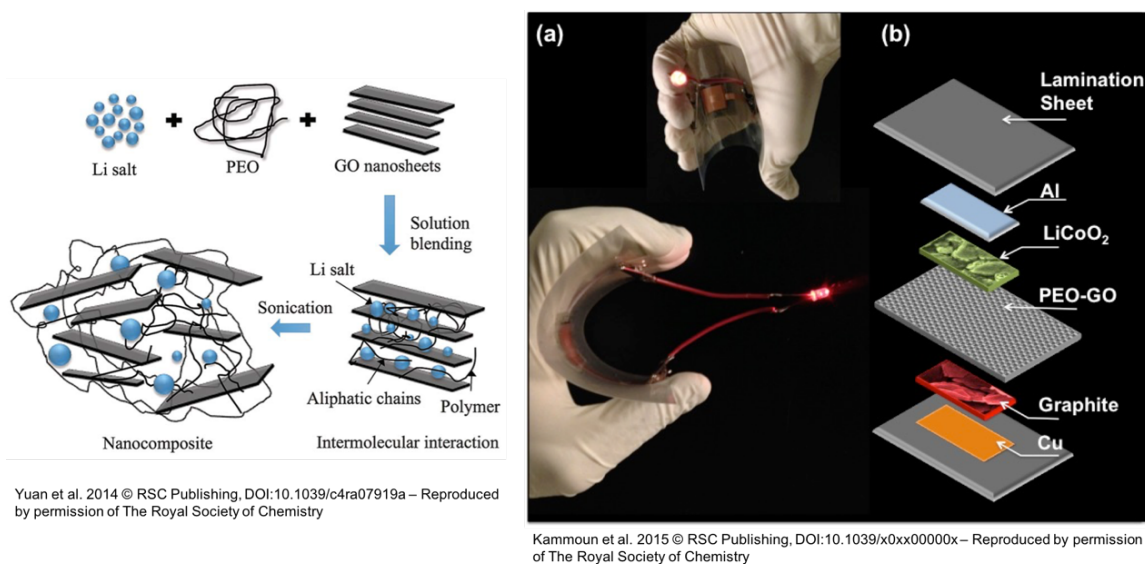 Li salt
PEO
GO nanosheets
Solution
blending
Li salt
Sonication
Aliphatic chains
Polymer
Nanocomposite
Intermolecular interaction
Yuan et al. 2014 © RSC Publishing, DOI:10.1039/c4ra07919a – Reproduced
by permission of The Royal Society of Chemistry
(a)
(b)
Lamination
Sheet
Al
LiCoO₂
PEO-GO
Graphite
Cu
Kammoun et al. 2015 © RSC Publishing, DOI:10.1039/x0xx00000x – Reproduced by permission
of The Royal Society of Chemistry